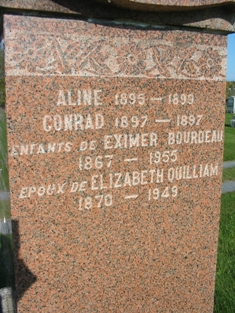 ALINE 1895 — 1899
CONRAD 1897 — 1897
ENFANTS DE EXIMER BOURDEAU
1867 — 1955
EPOUX DE ELIZABETH QUILLIAM
1870 — 1949